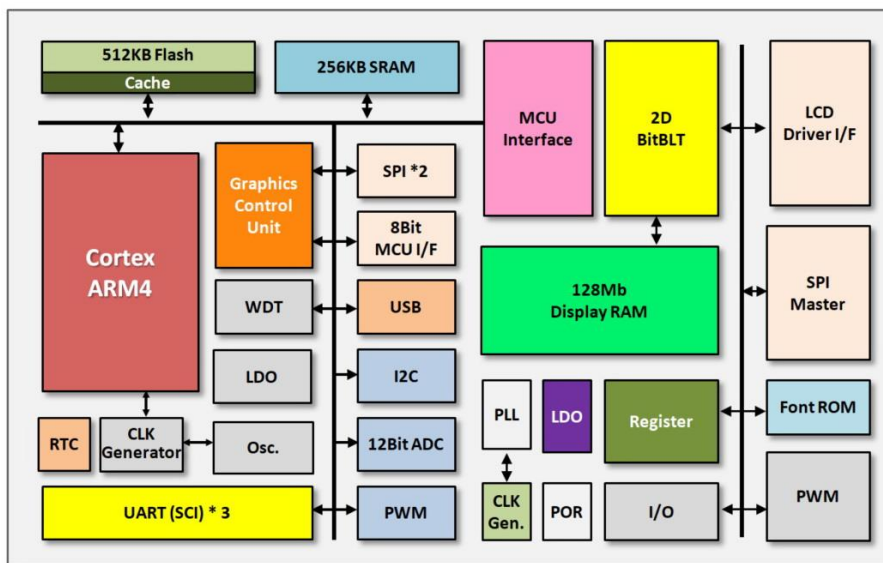 512KB Flash
Cache
256KB SRAM
MCU
Interface
2D
BitBLT
LCD
Driver I/F
Cortex
ARM4
Graphics
Control
Unit
SPI *2
8Bit
MCU I/F
128Mb
Display RAM
SPI
Master
WDT
USB
LDO
I2C
PLL
LDO
Register
Font ROM
RTC
CLK
Generator
Osc.
12Bit ADC
UART (SCI) * 3
PWM
CLK
Gen.
POR
I/O
PWM